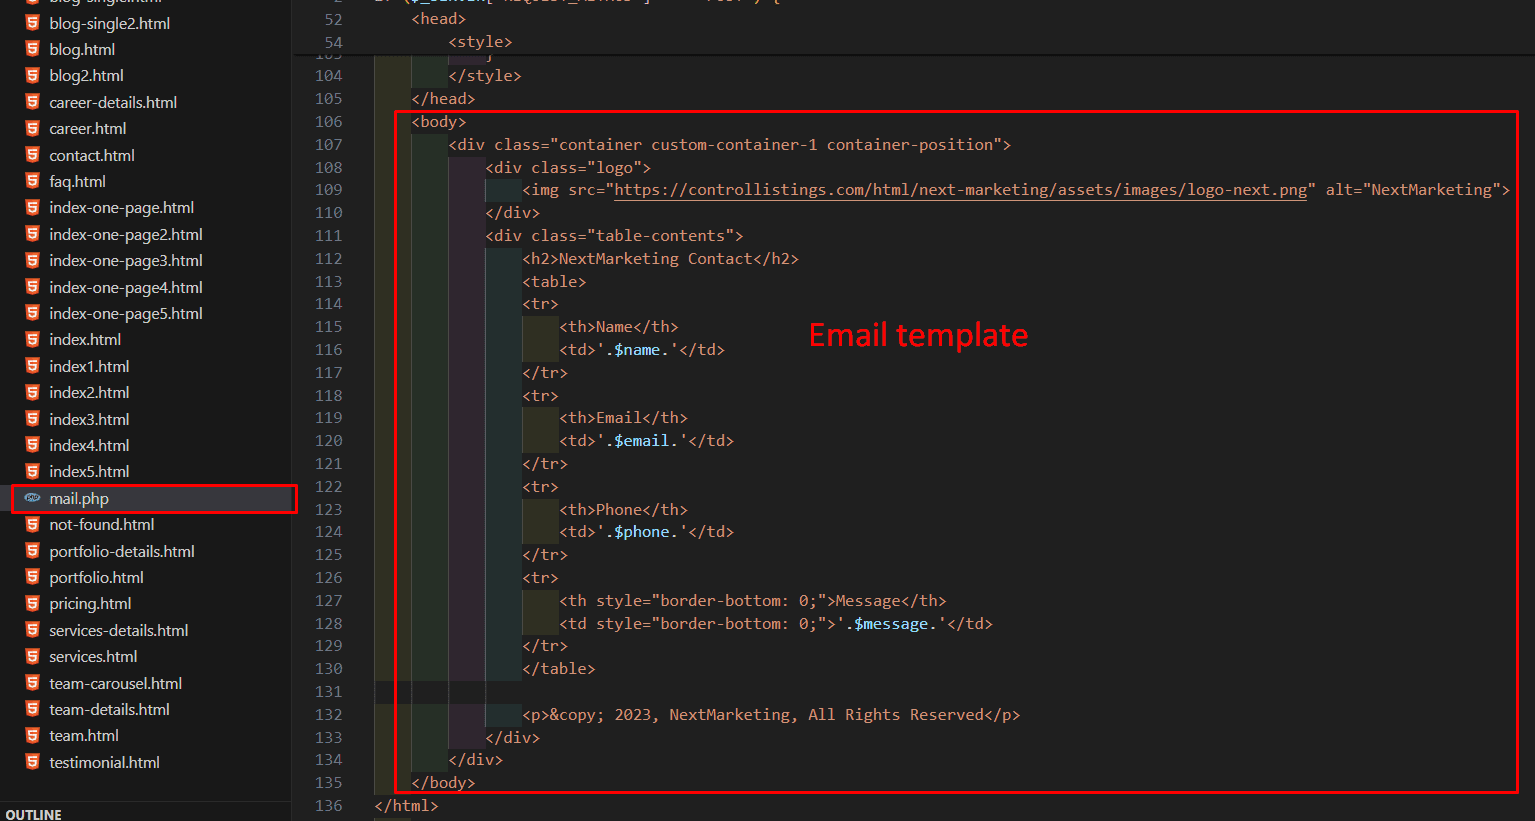 blog-single2.html
blog.html
blog2.html
career-details.html
career.html
contact.html
faq.html
index-one-page.html
index-one-page2.html
index-one-page3.html
index-one-page4.html
index-one-page5.html
index.html
index1.html
index2.html
index3.html
index4.html
index5.html
mail.php
not-found.html
portfolio-details.html
portfolio.html
pricing.html
services-details.html
services.html
team-carousel.html
team-details.html
team.html
testimonial.html
OUTLINE
52 <head>
54 <style>
104 </style>
105 </head>
106 <body>
107 <div class="container custom-container-1 container-position">
108 <div class="logo">
109 <img src="https://controllistings.com/html/next-marketing/assets/images/logo-next.png" alt="NextMarketing">
110 </div>
111 <div class="table-contents">
112 <h2>NextMarketing Contact</h2>
113 <table>
114 <tr>
115 <th>Name</th>
116 <td>'.$name.'</td>
117 </tr>
118 <tr>
119 <th>Email</th>
120 <td>'.$email.'</td>
121 </tr>
122 <tr>
123 <th>Phone</th>
124 <td>'.$phone.'</td>
125 </tr>
126 <tr>
127 <th style="border-bottom: 0;">Message</th>
128 <td style="border-bottom: 0;">'.$message.'</td>
129 </tr>
130 </table>
131
132 <p>&copy; 2023, NextMarketing, All Rights Reserved</p>
133 </div>
134 </div>
135 </body>
136 </html>
Email template